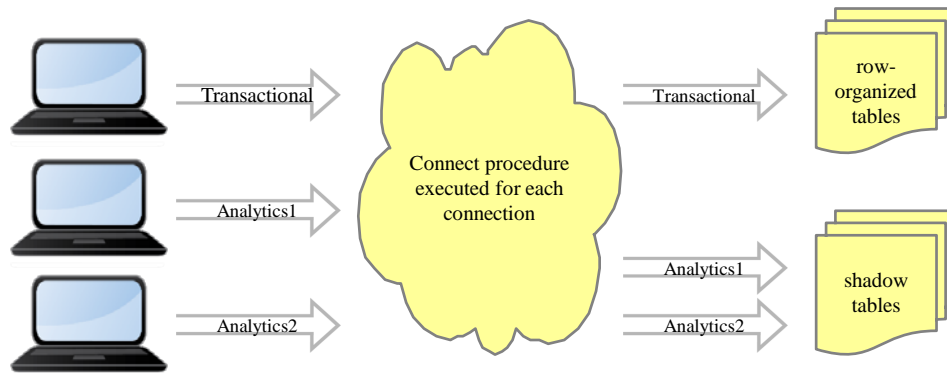 Transactional
Analytics1
Analytics2
Connect procedure
executed for each
connection
Transactional
row-
organized
tables
Analytics1
Analytics2
shadow
tables